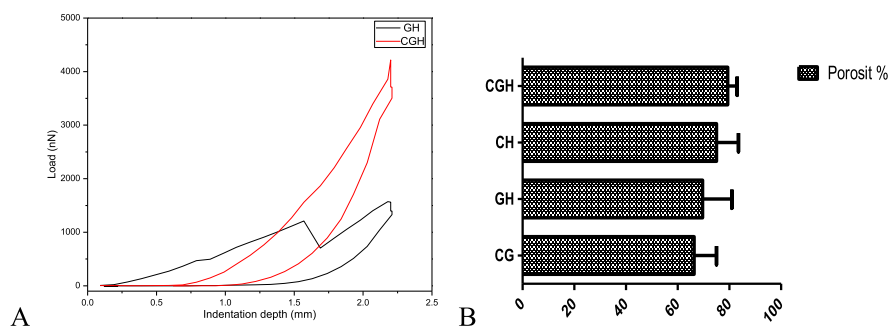 5000
4000
3000
2000
1000
0
Load (nN)
0.0 0.5 1.0 1.5 2.0 2.5
Indentation depth (mm)
GH
CGH
A
CGH
CH
GH
CG
0 20 40 60 80 100
Porosit %
B